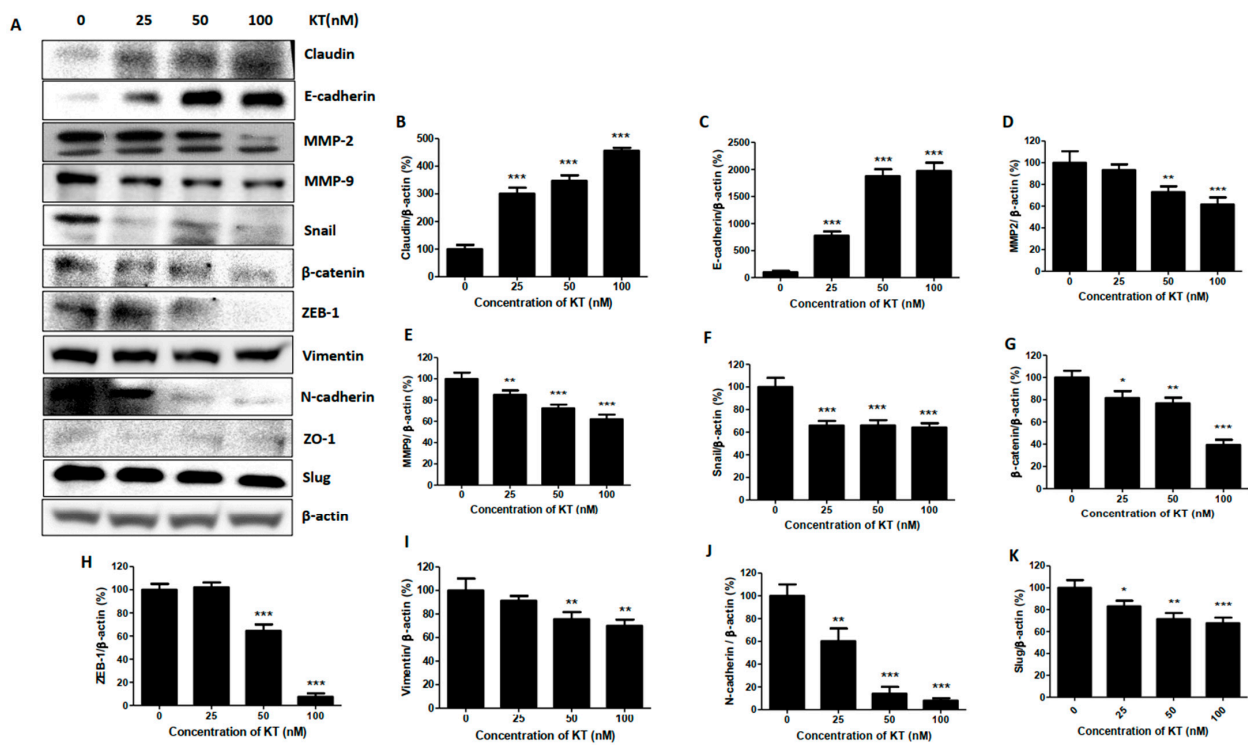 A
0 25 50 100 KT(nM)
Claudin
E-cadherin
MMP-2
MMP-9
Snail
β-catenin
ZEB-1
Vimentin
N-cadherin
ZO-1
Slug
β-actin
B
Claudin/β-actin (%)
500
400
300
200
100
0
***
***
***
0 25 50 100
Concentration of KT (nM)
C
E-cadherin/β-actin (%)
2500
2000
1500
1000
500
0
***
***
***
0 25 50 100
Concentration of KT (nM)
D
MMP2/ β-actin (%)
120
100
80
60
40
20
0
**
***
0 25 50 100
Concentration of KT (nM)
E
MMP9/ β-actin (%)
120
100
80
60
40
20
0
**
***
***
0 25 50 100
Concentration of KT (nM)
F
Snail/β-actin (%)
120
100
80
60
40
20
0
***
***
***
0 25 50 100
Concentration of KT (nM)
G
β-catenin/β-actin (%)
120
100
80
60
40
20
0
*
**
***
0 25 50 100
Concentration of KT (nM)
H
ZEB-1/β-actin (%)
120
100
80
60
40
20
0
***
***
0 25 50 100
Concentration of KT (nM)
I
Vimentin/ β-actin (%)
120
100
80
60
40
20
0
**
**
0 25 50 100
Concentration of KT (nM)
J
N-cadherin / β-actin (%)
120
100
80
60
40
20
0
**
***
***
0 25 50 100
Concentration of KT (nM)
K
Slug/β-actin (%)
120
100
80
60
40
20
0
*
**
***
0 25 50 100
Concentration of KT (nM)